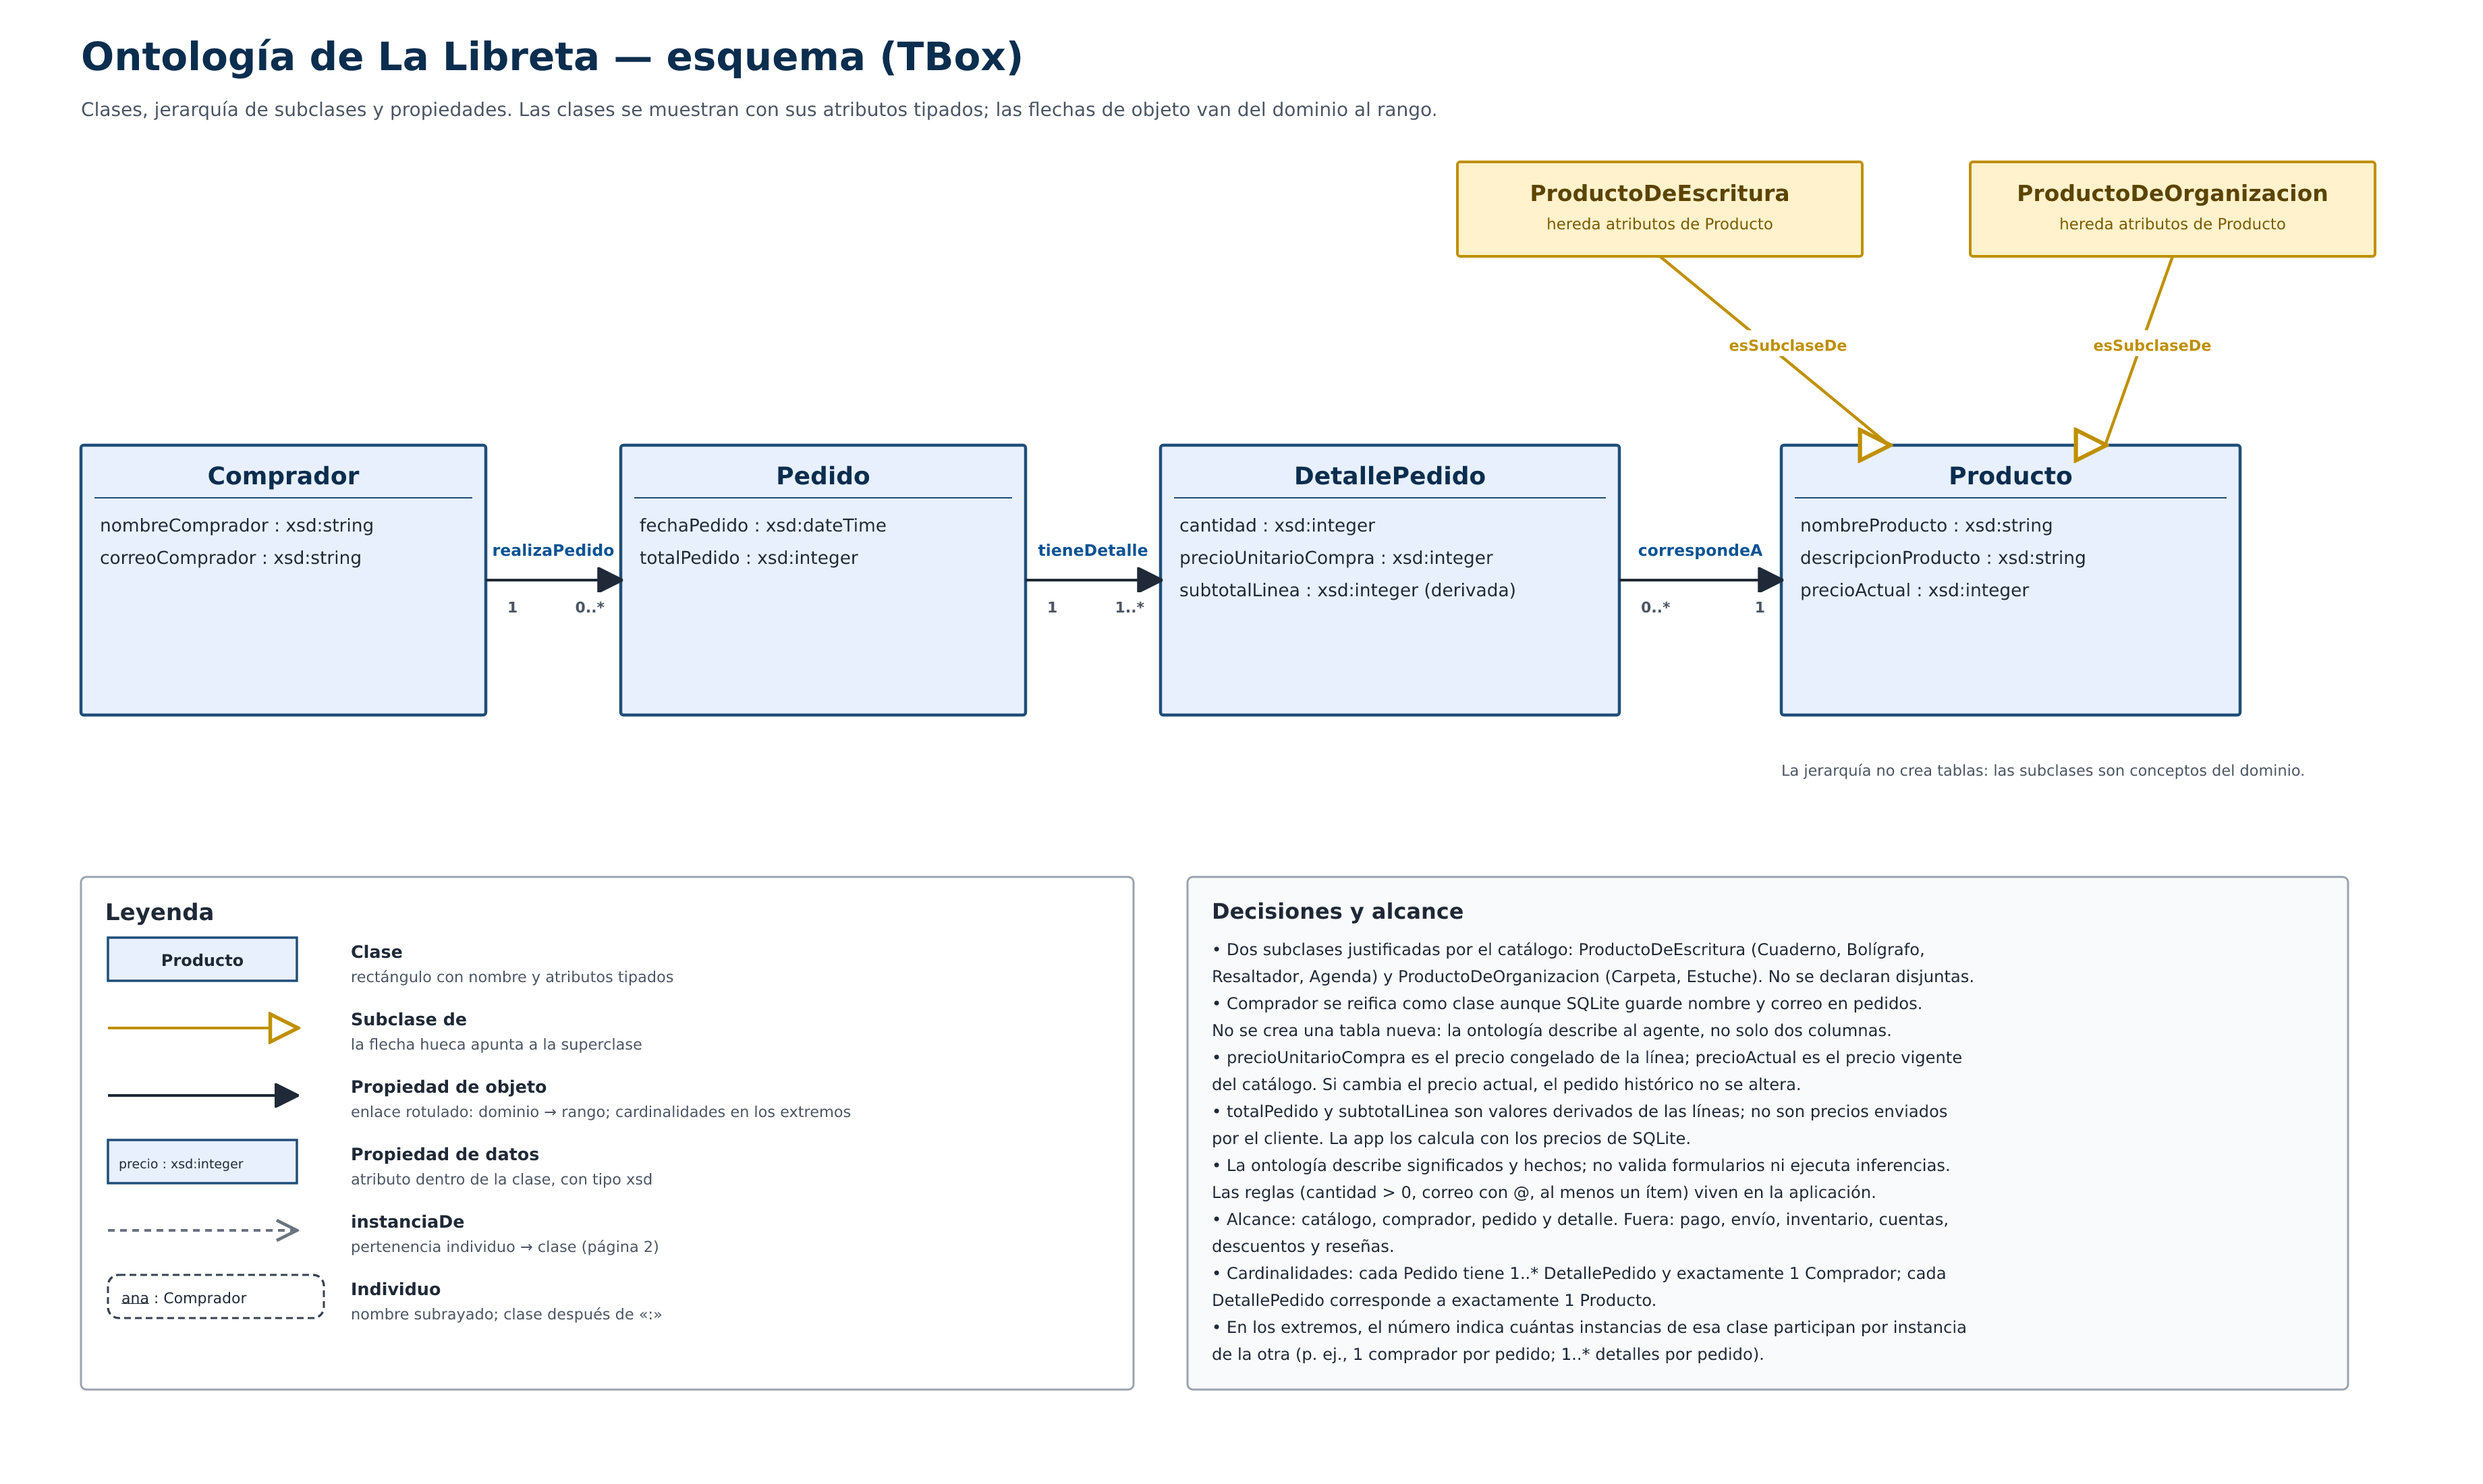 Ontología de La Libreta — esquema (TBox)
Clases, jerarquía de subclases y propiedades. Las clases se muestran con sus atributos tipados; las flechas de objeto van del dominio al rango.
ProductoDeEscritura
hereda atributos de Producto
ProductoDeOrganizacion
hereda atributos de Producto
esSubclaseDe
esSubclaseDe
Comprador
nombreComprador : xsd:string
correoComprador : xsd:string
realizaPedido
1
0..*
Pedido
fechaPedido : xsd:dateTime
totalPedido : xsd:integer
tieneDetalle
1
1..*
DetallePedido
cantidad : xsd:integer
precioUnitarioCompra : xsd:integer
subtotalLinea : xsd:integer (derivada)
correspondeA
0..*
1
Producto
nombreProducto : xsd:string
descripcionProducto : xsd:string
precioActual : xsd:integer
La jerarquía no crea tablas: las subclases son conceptos del dominio.
Leyenda
Producto
Clase
rectángulo con nombre y atributos tipados
Subclase de
la flecha hueca apunta a la superclase
Propiedad de objeto
enlace rotulado: dominio → rango; cardinalidades en los extremos
precio : xsd:integer
Propiedad de datos
atributo dentro de la clase, con tipo xsd
instanciaDe
pertenencia individuo → clase (página 2)
ana : Comprador
Individuo
nombre subrayado; clase después de «:»
Decisiones y alcance
• Dos subclases justificadas por el catálogo: ProductoDeEscritura (Cuaderno, Bolígrafo,
Resaltador, Agenda) y ProductoDeOrganizacion (Carpeta, Estuche). No se declaran disjuntas.
• Comprador se reifica como clase aunque SQLite guarde nombre y correo en pedidos.
No se crea una tabla nueva: la ontología describe al agente, no solo dos columnas.
• precioUnitarioCompra es el precio congelado de la línea; precioActual es el precio vigente
del catálogo. Si cambia el precio actual, el pedido histórico no se altera.
• totalPedido y subtotalLinea son valores derivados de las líneas; no son precios enviados
por el cliente. La app los calcula con los precios de SQLite.
• La ontología describe significados y hechos; no valida formularios ni ejecuta inferencias.
Las reglas (cantidad > 0, correo con @, al menos un ítem) viven en la aplicación.
• Alcance: catálogo, comprador, pedido y detalle. Fuera: pago, envío, inventario, cuentas,
descuentos y reseñas.
• Cardinalidades: cada Pedido tiene 1..* DetallePedido y exactamente 1 Comprador; cada
DetallePedido corresponde a exactamente 1 Producto.
• En los extremos, el número indica cuántas instancias de esa clase participan por instancia
de la otra (p. ej., 1 comprador por pedido; 1..* detalles por pedido).